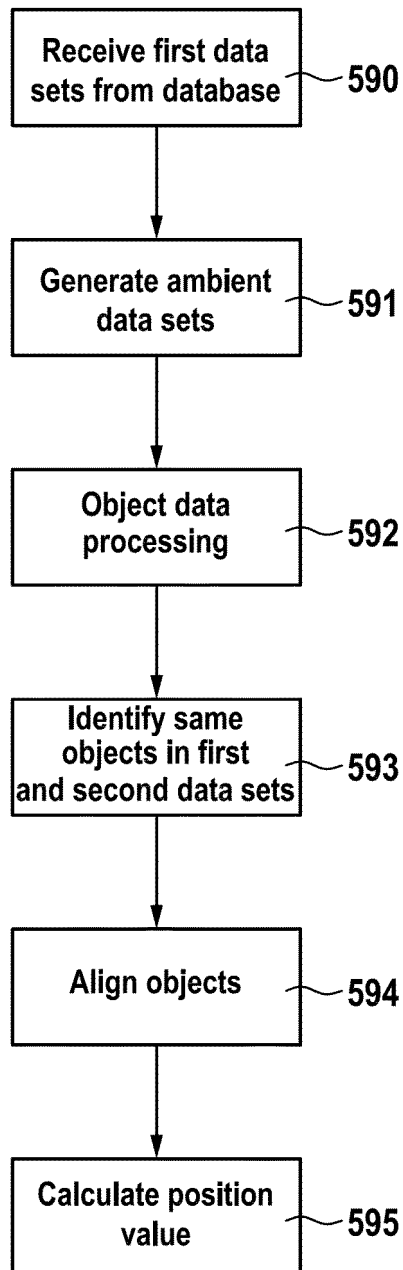 Receive first data
sets from database
590
Generate ambient
data sets
591
Object data
processing
592
Identify same
objects in first
and second data sets
593
Align objects
594
Calculate position
value
595